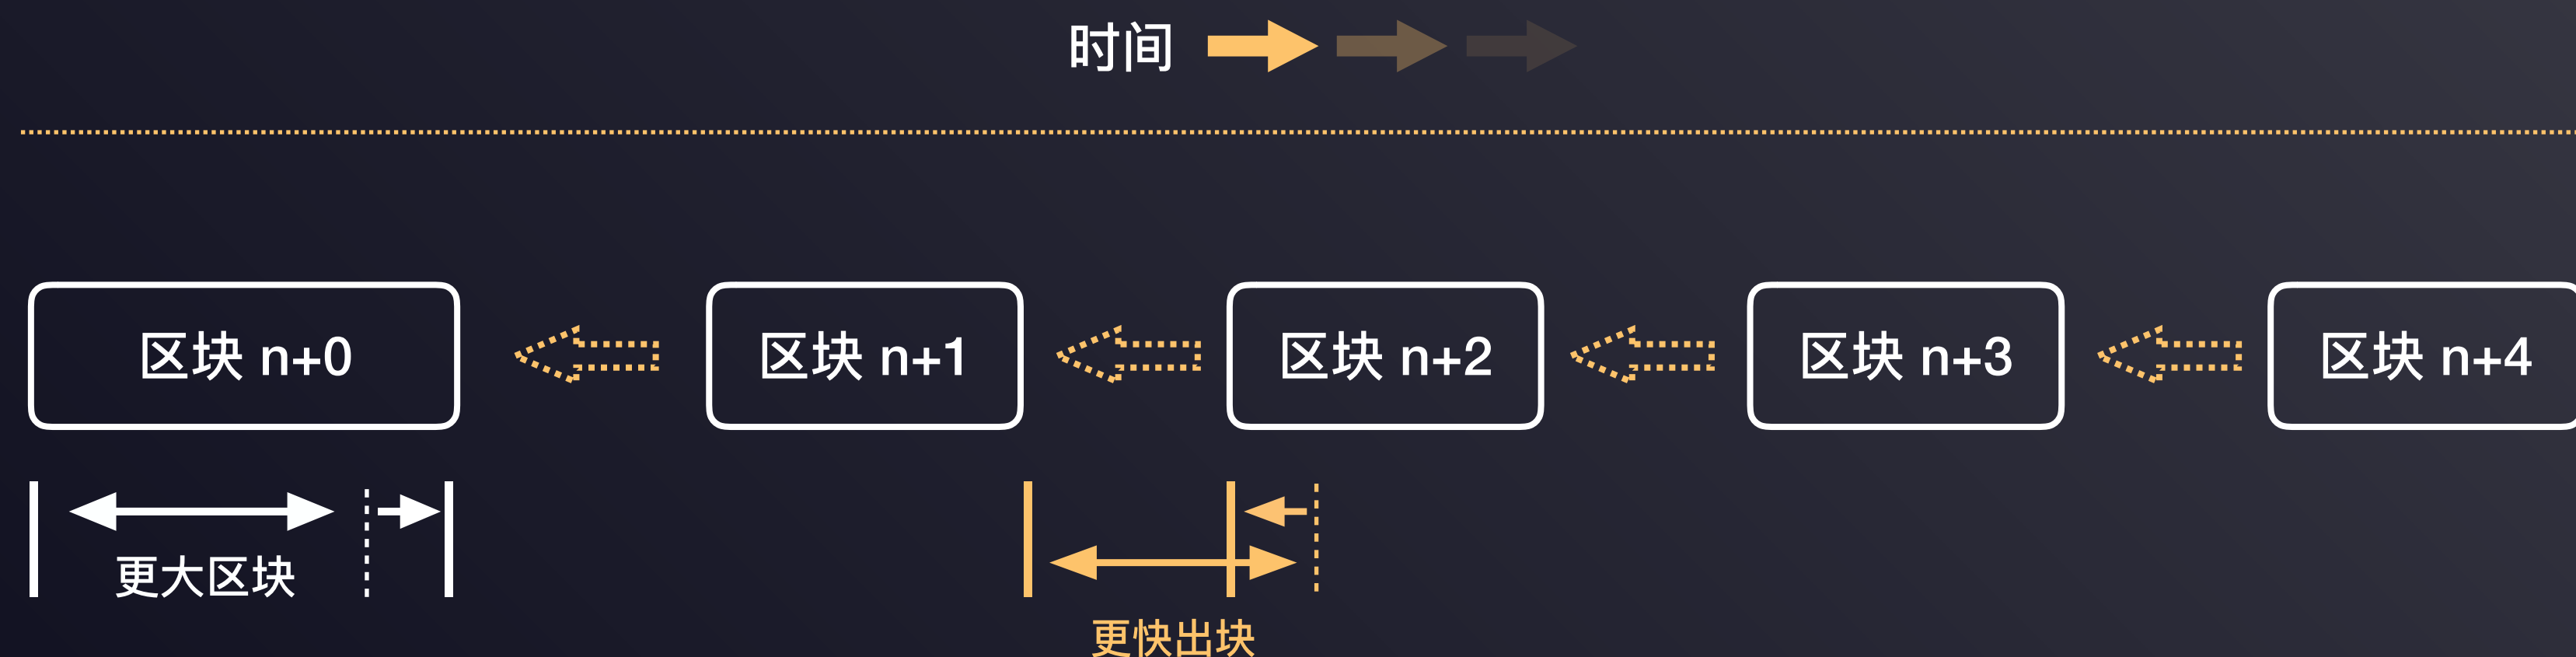 时间
区块 n+0
区块 n+1
区块 n+2
区块 n+3
区块 n+4
更大区块
更快出块